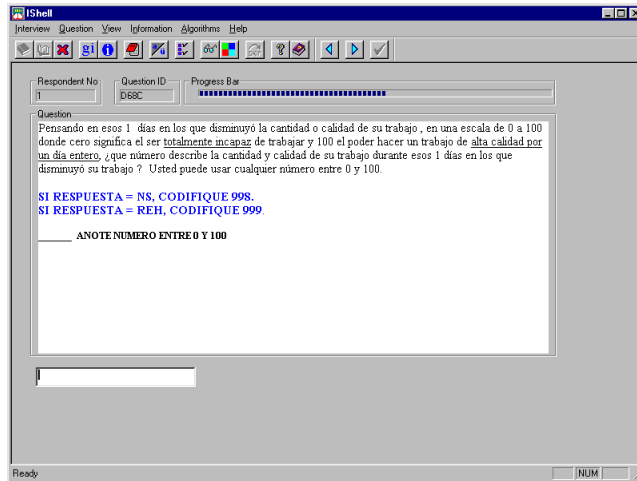 IShell
Interview Question View Information Algorithms Help
gi
Respondent No
Question ID
Progress Bar
1
D68C
Question
Pensando en esos 1 días en los que disminuyó la cantidad o calidad de su trabajo , en una escala de 0 a 100
donde cero significa el ser totalmente incapaz de trabajar y 100 el poder hacer un trabajo de alta calidad por
un día entero, ¿que número describe la cantidad y calidad de su trabajo durante esos 1 días en los que
disminuyó su trabajo ? Usted puede usar cualquier número entre 0 y 100.
SI RESPUESTA = NS, CODIFIQUE 998.
SI RESPUESTA = REH, CODIFIQUE 999.
______ ANOTE NUMERO ENTRE 0 Y 100
Ready
NUM